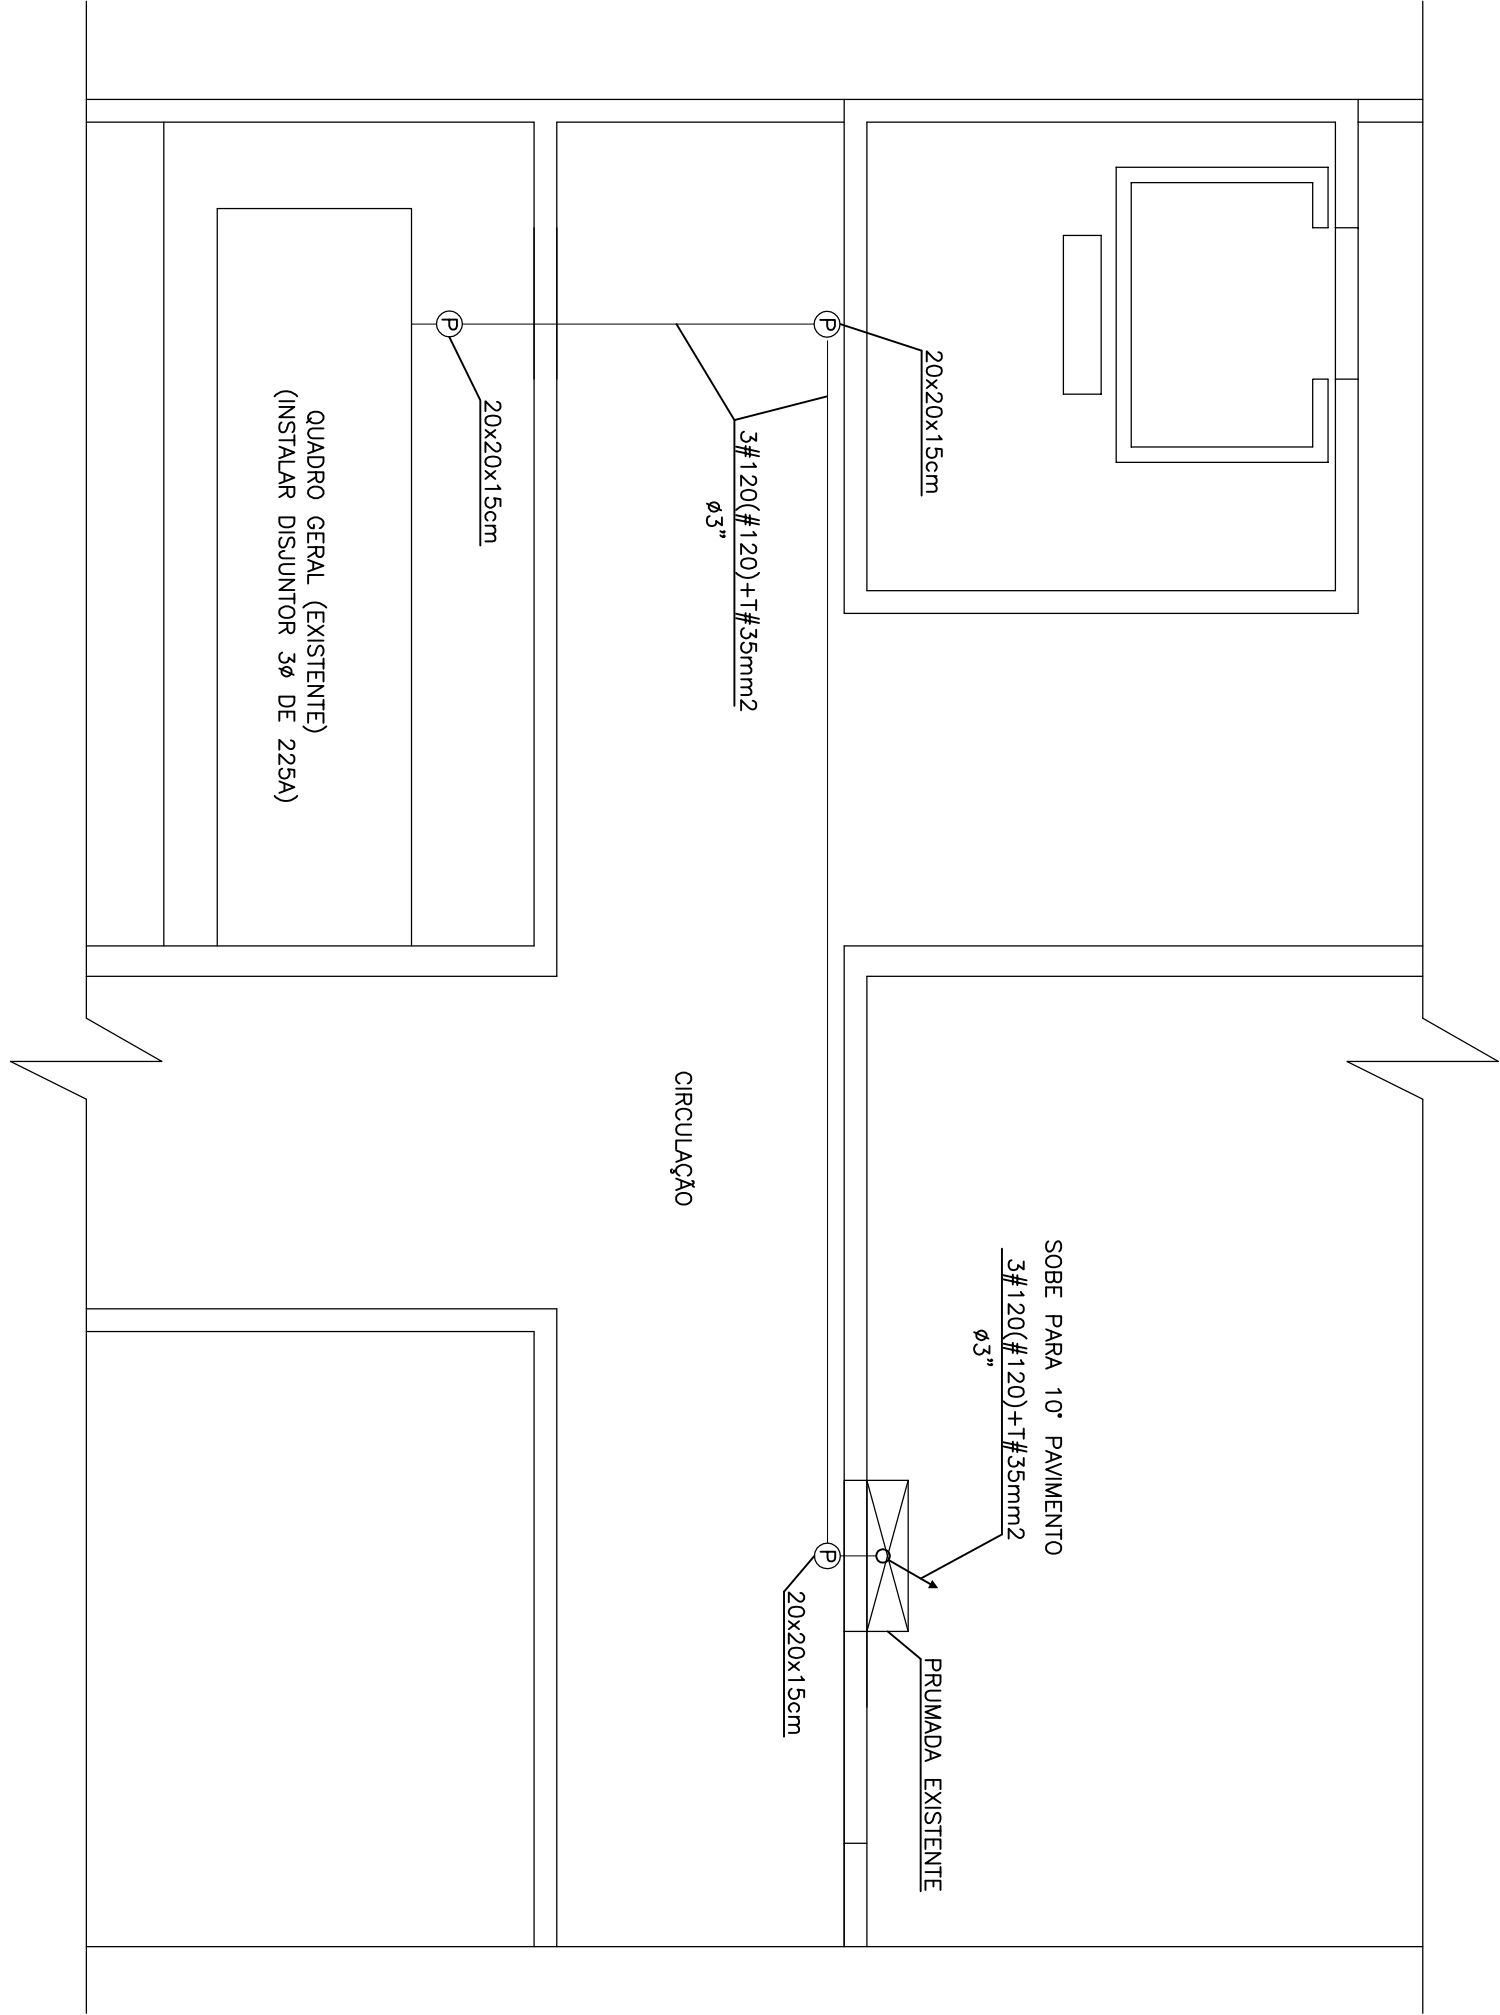 20x20x15cm
3#120(#120)+T#35mm2
ø3"
P
P
20x20x15cm
QUADRO GERAL (EXISTENTE)
(INSTALAR DISJUNTOR 3ø DE 225A)
CIRCULAÇÃO
SOBE PARA 10° PAVIMENTO
3#120(#120)+T#35mm2
ø3"
P
20x20x15cm
PRUMADA EXISTENTE